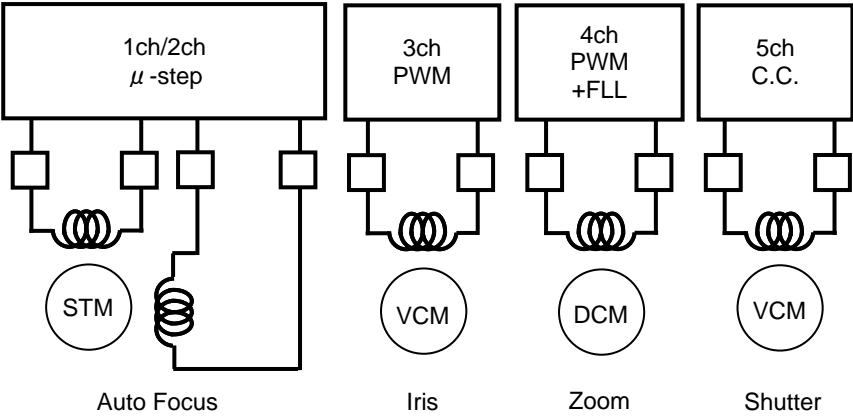 1ch/2ch
μ-step
3ch
PWM
4ch
PWM
+FLL
5ch
C.C.
STM
VCM
DCM
VCM
Auto Focus
Iris
Zoom
Shutter